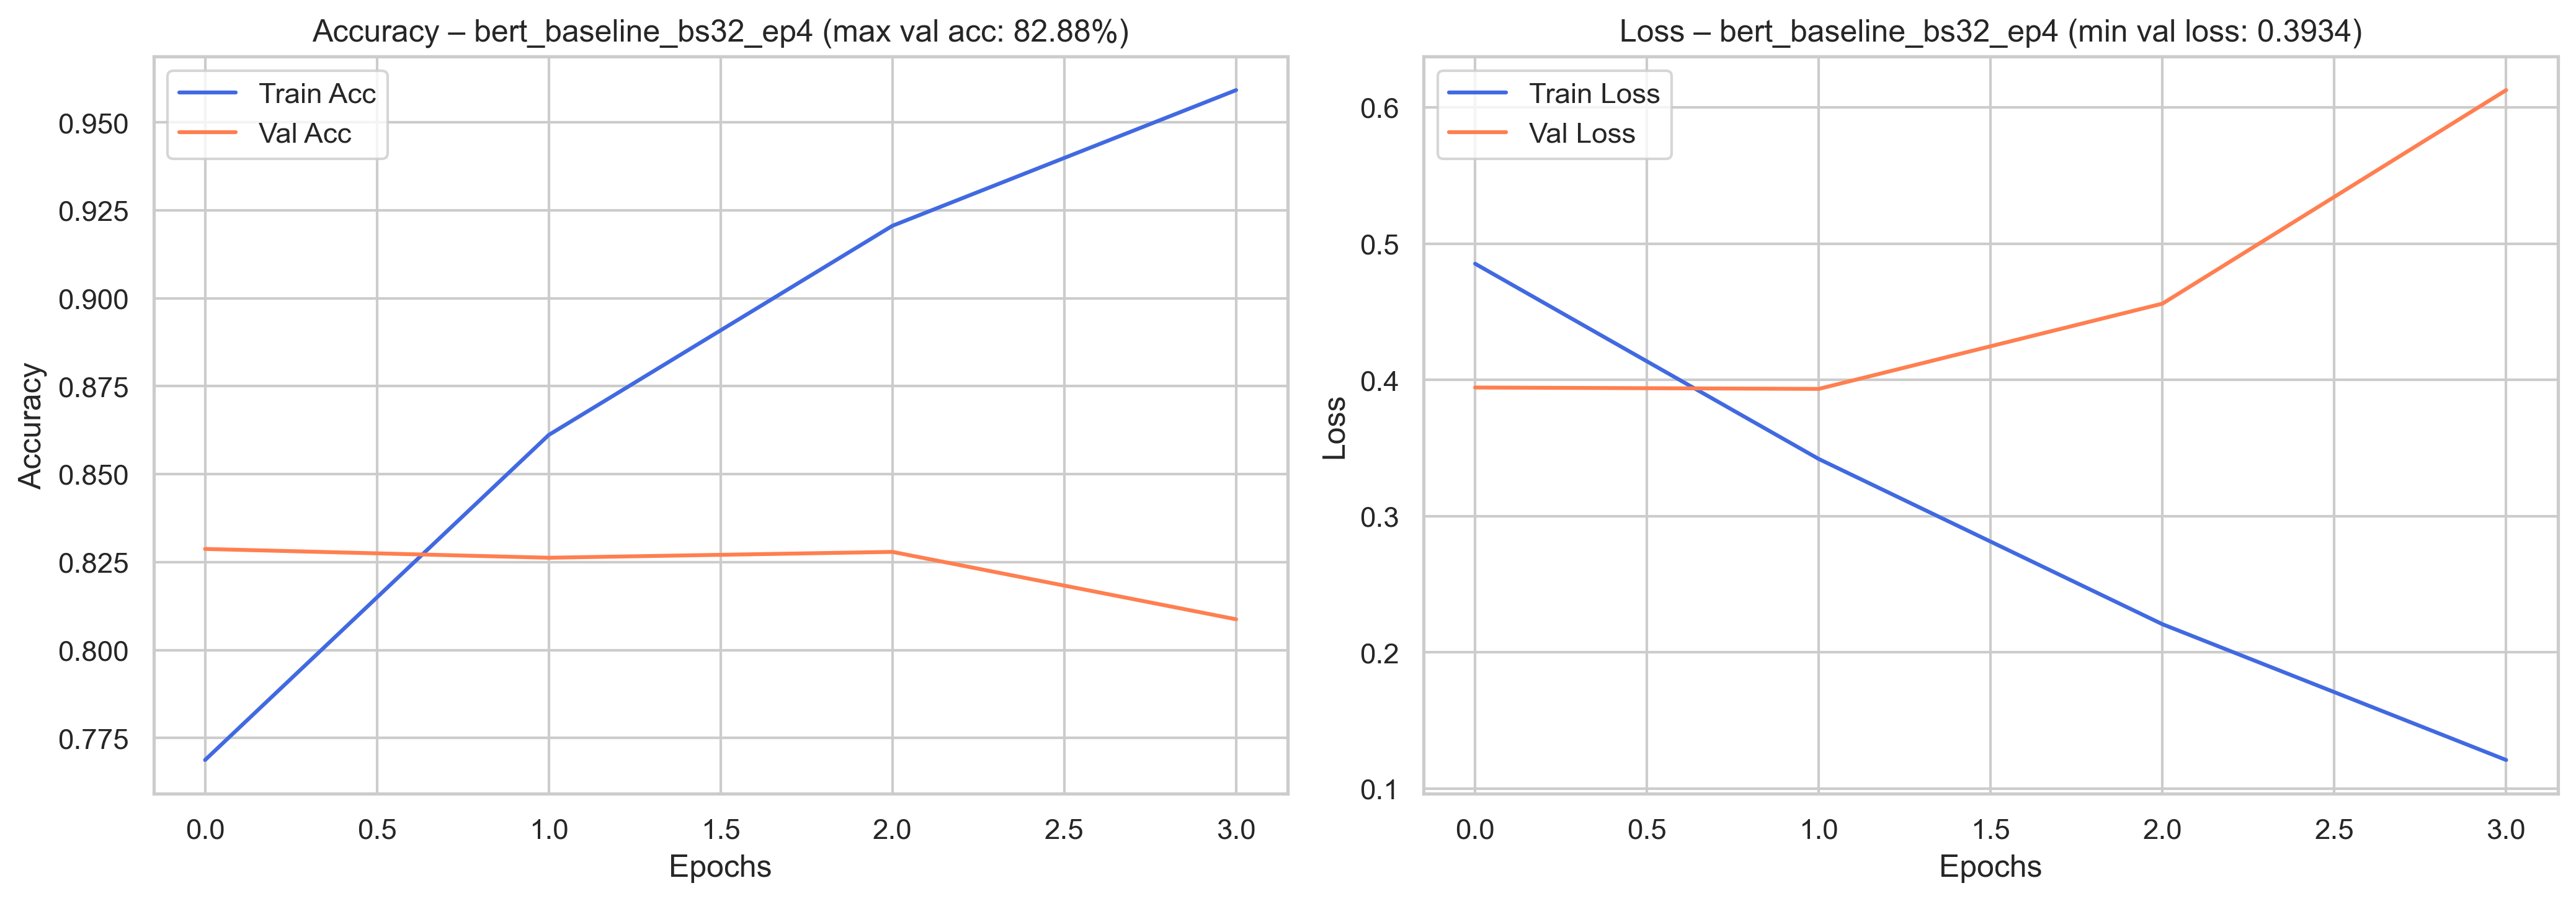 Accuracy – bert_baseline_bs32_ep4 (max val acc: 82.88%)
Train Acc
Val Acc
0.950
0.925
0.900
0.875
0.850
0.825
0.800
0.775
Accuracy
0.0 0.5 1.0 1.5 2.0 2.5 3.0
Epochs
Loss – bert_baseline_bs32_ep4 (min val loss: 0.3934)
Train Loss
Val Loss
0.6
0.5
0.4
0.3
0.2
0.1
Loss
0.0 0.5 1.0 1.5 2.0 2.5 3.0
Epochs